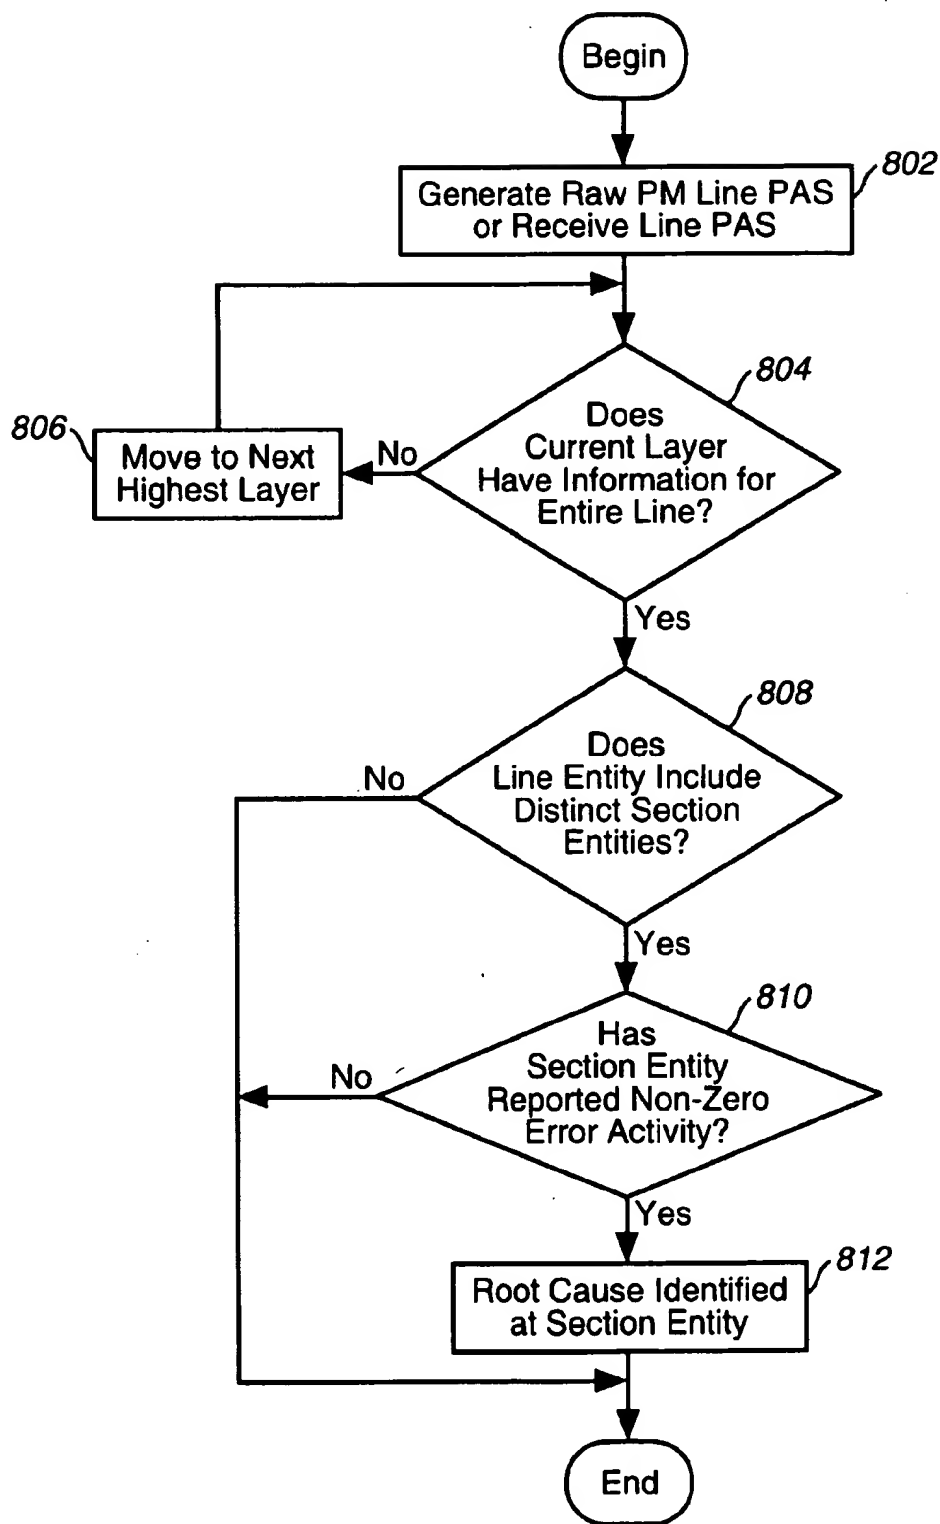 Begin
802
Generate Raw PM Line PAS
or Receive Line PAS
804
Does
Current Layer
Have Information for
Entire Line?
806
Move to Next
Highest Layer
No
Yes
808
Does
Line Entity Include
Distinct Section
Entities?
No
Yes
810
Has
Section Entity
Reported Non-Zero
Error Activity?
No
Yes
812
Root Cause Identified
at Section Entity
End